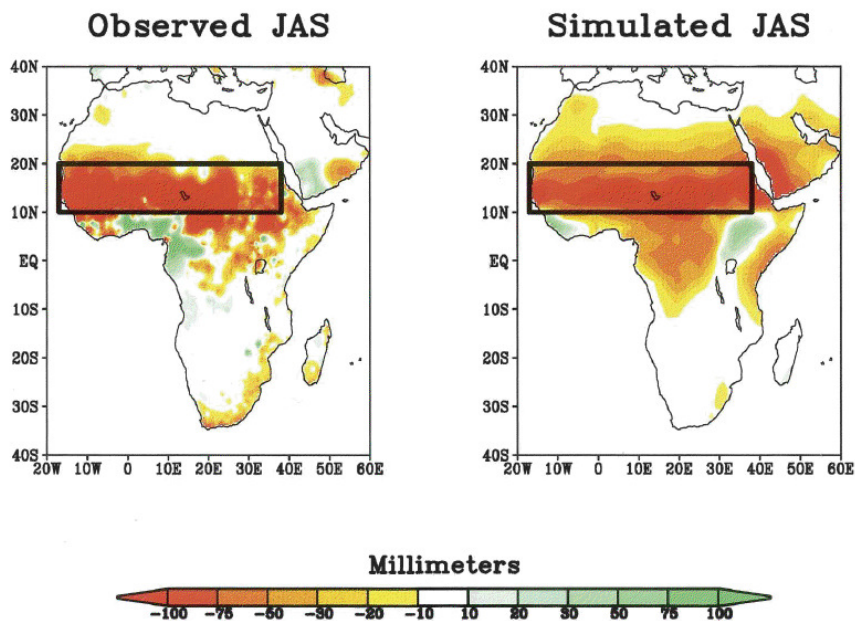 Observed JAS
40N
30N
20N
10N
EQ
10S
20S
30S
40S
20W 10W 0 10E 20E 30E 40E 50E 60E
Simulated JAS
40N
30N
20N
10N
EQ
10S
20S
30S
40S
20W 10W 0 10E 20E 30E 40E 50E 60E
Millimeters
-100 -75 -50 -30 -20 -10 10 20 30 50 75 100